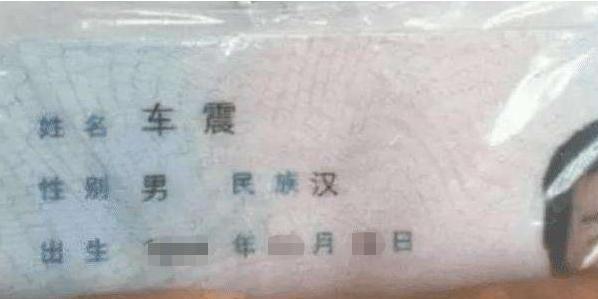 姓名 车震
性别 男 民族 汉
出生 年 月 日